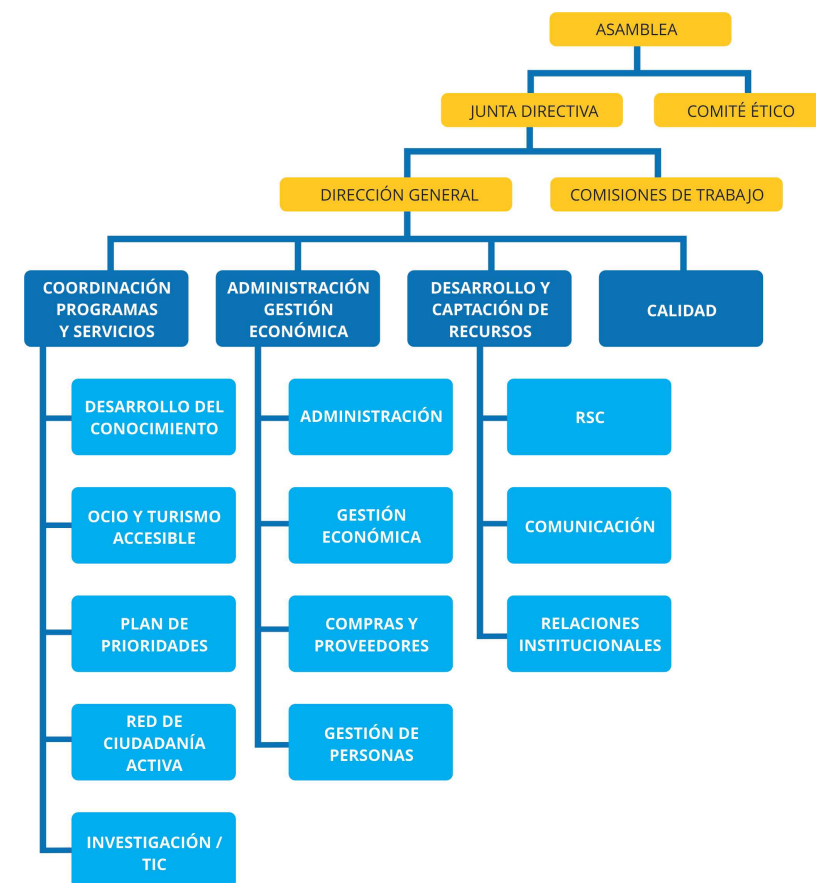 ASAMBLEA
JUNTA DIRECTIVA
COMITÉ ÉTICO
DIRECCIÓN GENERAL
COMISIONES DE TRABAJO
COORDINACIÓN
PROGRAMAS
Y SERVICIOS
ADMINISTRACIÓN
GESTIÓN
ECONÓMICA
DESARROLLO Y
CAPTACIÓN DE
RECURSOS
CALIDAD
DESARROLLO DEL
CONOCIMIENTO
OCIO Y TURISMO
ACCESIBLE
PLAN DE
PRIORIDADES
RED DE
CIUDADANÍA
ACTIVA
INVESTIGACIÓN /
TIC
ADMINISTRACIÓN
GESTIÓN
ECONÓMICA
COMPRAS Y
PROVEEDORES
GESTIÓN DE
PERSONAS
RSC
COMUNICACIÓN
RELACIONES
INSTITUCIONALES